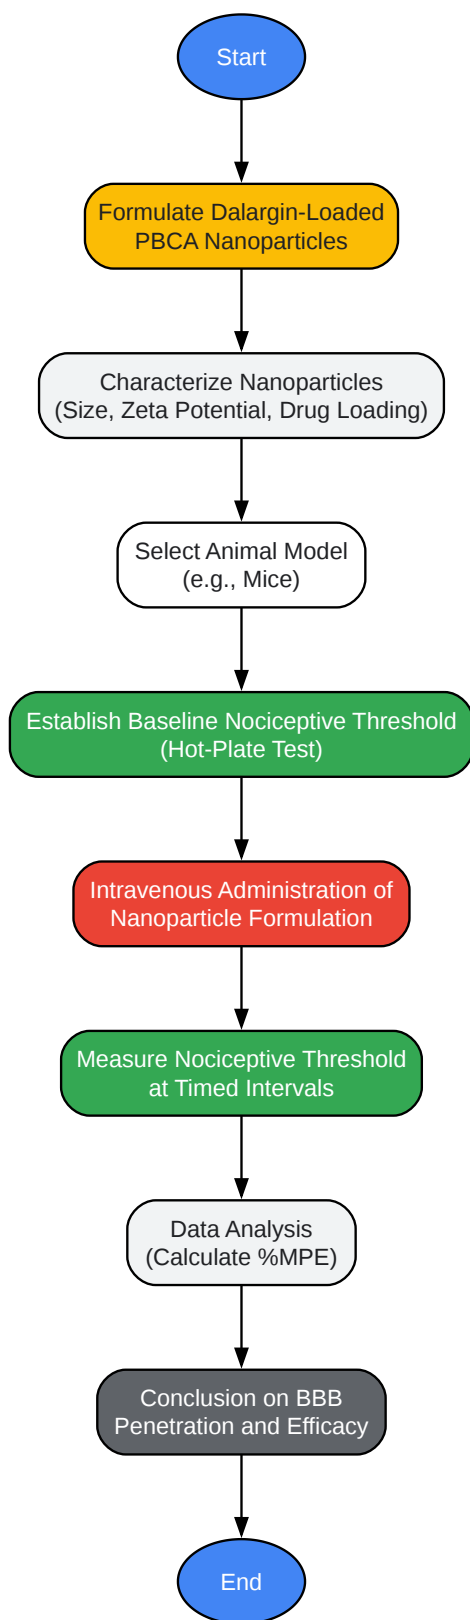 Start
Formulate Dalargin-Loaded
PBCA Nanoparticles
Characterize Nanoparticles
(Size, Zeta Potential, Drug Loading)
Select Animal Model
(e.g., Mice)
Establish Baseline Nociceptive Threshold
(Hot-Plate Test)
Intravenous Administration of
Nanoparticle Formulation
Measure Nociceptive Threshold
at Timed Intervals
Data Analysis
(Calculate %MPE)
Conclusion on BBB
Penetration and Efficacy
End